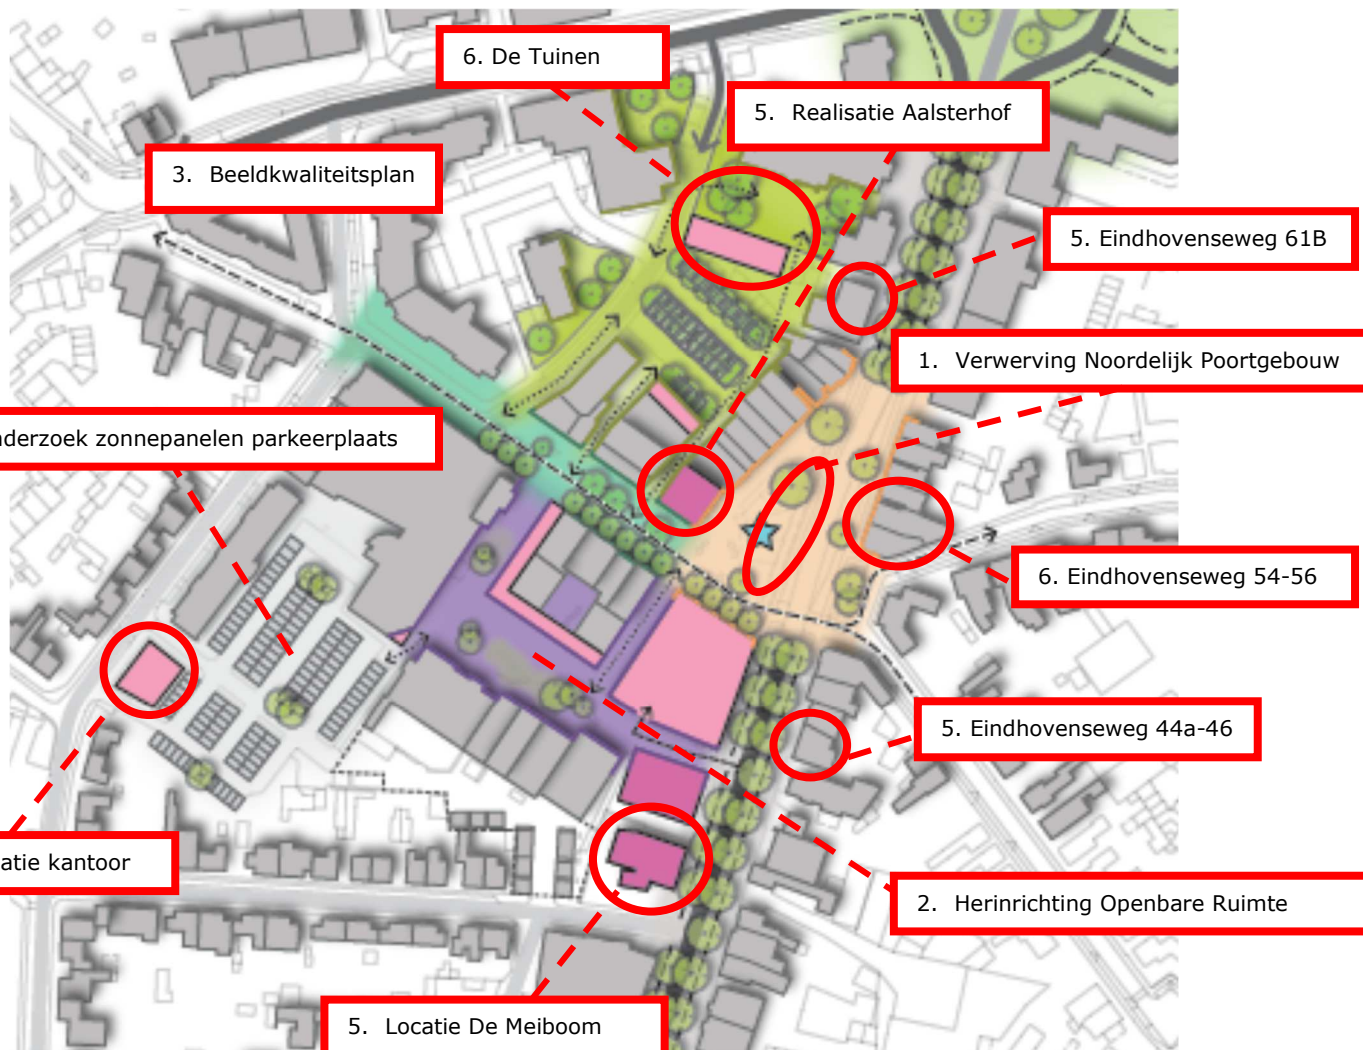 6. De Tuinen
5. Realisatie Aalsterhof
3. Beeldkwaliteitsplan
5. Eindhovenseweg 61B
1. Verwerving Noordelijk Poortgebouw
nderzoek zonnepanelen parkeerplaats
6. Eindhovenseweg 54-56
5. Eindhovenseweg 44a-46
atie kantoor
2. Herinrichting Openbare Ruimte
5. Locatie De Meiboom